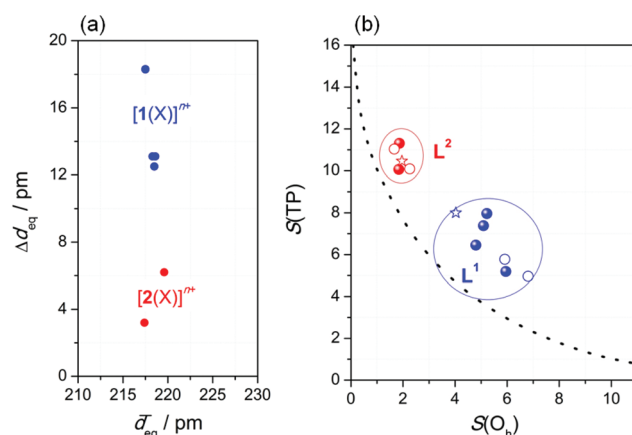 (a)
(b)
20
16
12
8
4
0
Δd_eq / pm
[1(X)]ⁿ⁺
[2(X)]ⁿ⁺
210 215 220 225 230
d̅_eq / pm
16
14
12
10
8
6
4
2
0
S(TP)
L²
L¹
0 2 4 6 8 10
S(O_h)